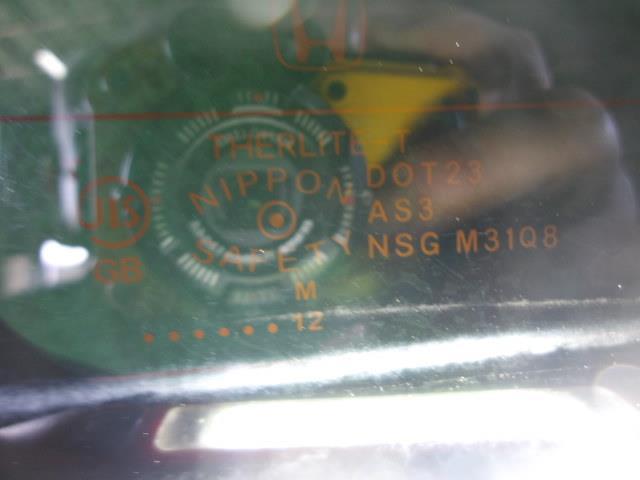 THERLITE T
NIPPON
SAFETY
JIS
GB
DOT23
AS3
NSG M31Q8
M
12